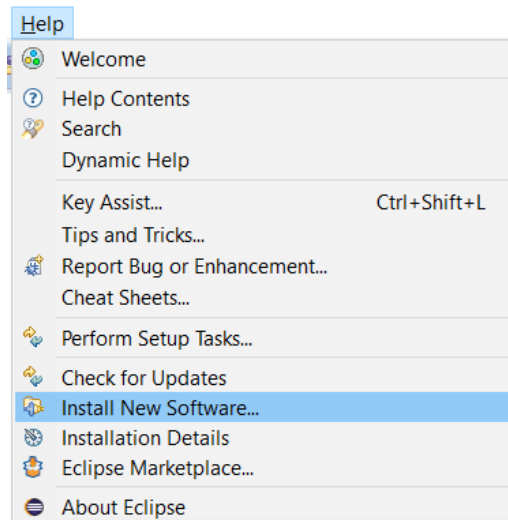 Help
Welcome
Help Contents
Search
Dynamic Help
Key Assist... Ctrl+Shift+L
Tips and Tricks...
Report Bug or Enhancement...
Cheat Sheets...
Perform Setup Tasks...
Check for Updates
Install New Software...
Installation Details
Eclipse Marketplace...
About Eclipse